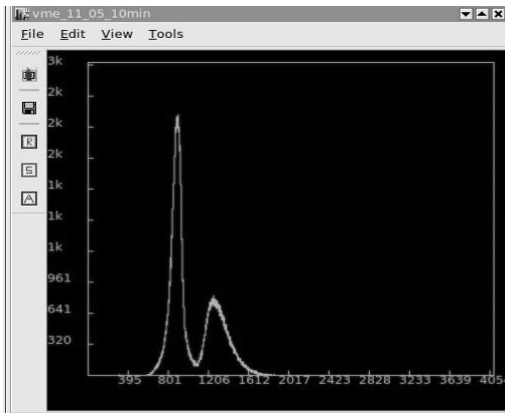 vme_11_05_10min
File Edit View Tools
3k
2k
2k
2k
1k
1k
1k
961
641
320
395 801 1206 1612 2017 2423 2828 3233 3639 4054
R
S
A